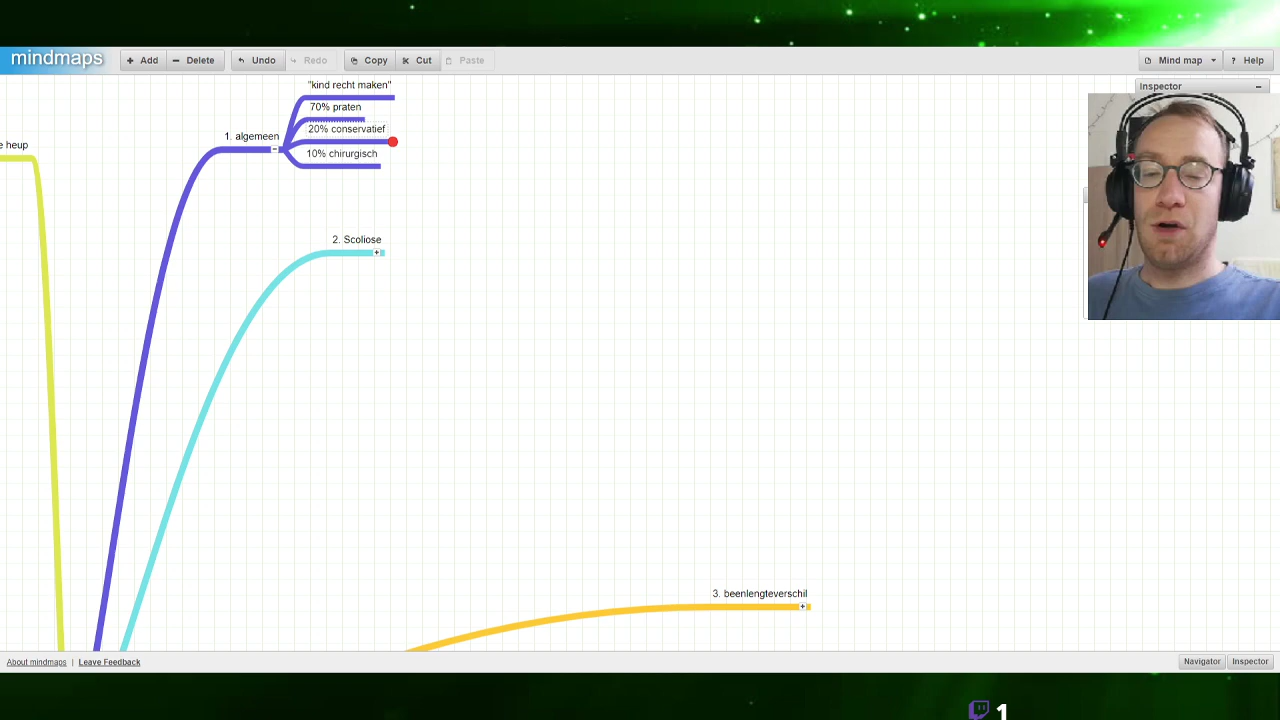 mindmaps
Add Delete Undo Redo Copy Cut Paste Mind map ? Help
Inspector
"kind recht maken"
70% praten
1. algemeen
20% conservatief
10% chirurgisch
e heup
2. Scoliose
3. beenlengteverschil
About mindmaps | Leave Feedback
Navigator Inspector
1